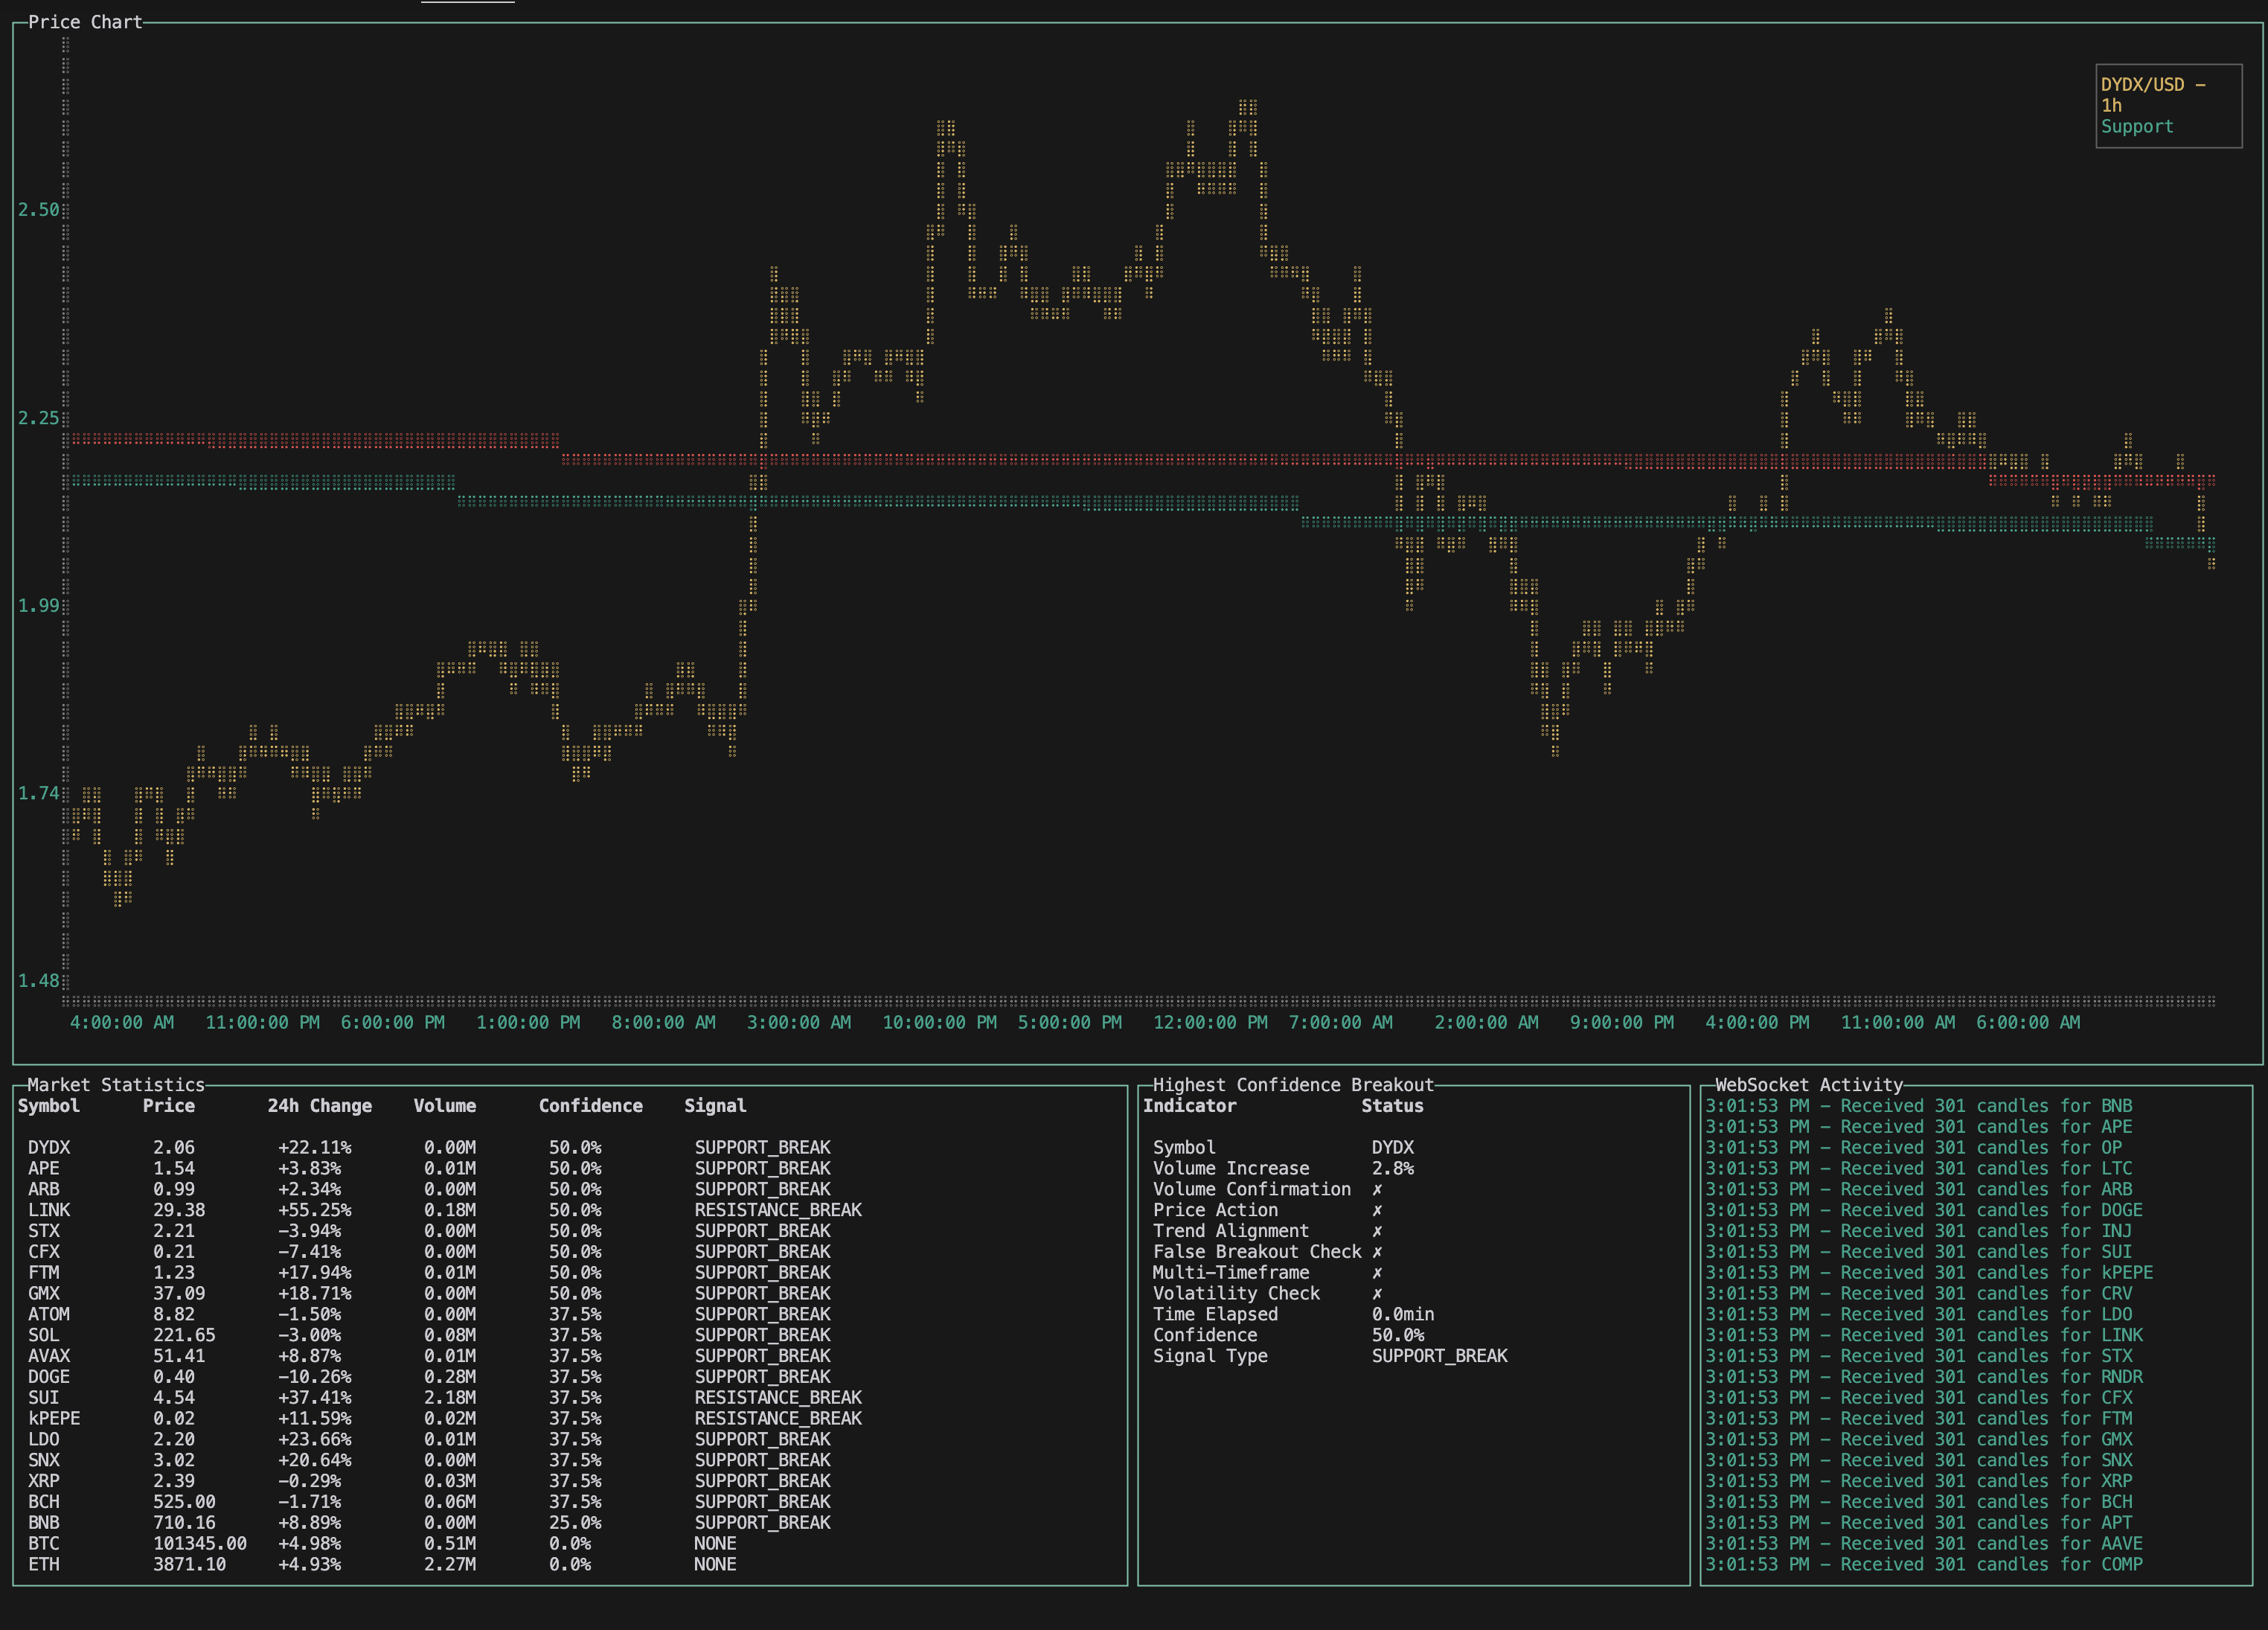 Price Chart
DYDX/USD –
1h
Support
2.50
2.25
1.99
1.74
1.48
4:00:00 AM 11:00:00 PM 6:00:00 PM 1:00:00 PM 8:00:00 AM 3:00:00 AM 10:00:00 PM 5:00:00 PM 12:00:00 PM 7:00:00 AM 2:00:00 AM 9:00:00 PM 4:00:00 PM 11:00:00 AM 6:00:00 AM
Market Statistics
Symbol Price 24h Change Volume Confidence Signal
DYDX 2.06 +22.11% 0.00M 50.0% SUPPORT_BREAK
APE 1.54 +3.83% 0.01M 50.0% SUPPORT_BREAK
ARB 0.99 +2.34% 0.00M 50.0% SUPPORT_BREAK
LINK 29.38 +55.25% 0.18M 50.0% RESISTANCE_BREAK
STX 2.21 –3.94% 0.00M 50.0% SUPPORT_BREAK
CFX 0.21 –7.41% 0.00M 50.0% SUPPORT_BREAK
FTM 1.23 +17.94% 0.01M 50.0% SUPPORT_BREAK
GMX 37.09 +18.71% 0.00M 50.0% SUPPORT_BREAK
ATOM 8.82 –1.50% 0.00M 37.5% SUPPORT_BREAK
SOL 221.65 –3.00% 0.08M 37.5% SUPPORT_BREAK
AVAX 51.41 +8.87% 0.01M 37.5% SUPPORT_BREAK
DOGE 0.40 –10.26% 0.28M 37.5% SUPPORT_BREAK
SUI 4.54 +37.41% 2.18M 37.5% RESISTANCE_BREAK
kPEPE 0.02 +11.59% 0.02M 37.5% RESISTANCE_BREAK
LDO 2.20 +23.66% 0.01M 37.5% SUPPORT_BREAK
SNX 3.02 +20.64% 0.00M 37.5% SUPPORT_BREAK
XRP 2.39 –0.29% 0.03M 37.5% SUPPORT_BREAK
BCH 525.00 –1.71% 0.06M 37.5% SUPPORT_BREAK
BNB 710.16 +8.89% 0.00M 25.0% SUPPORT_BREAK
BTC 101345.00 +4.98% 0.51M 0.0% NONE
ETH 3871.10 +4.93% 2.27M 0.0% NONE
Highest Confidence Breakout
Indicator Status
Symbol DYDX
Volume Increase 2.8%
Volume Confirmation ✗
Price Action ✗
Trend Alignment ✗
False Breakout Check ✗
Multi–Timeframe ✗
Volatility Check ✗
Time Elapsed 0.0min
Confidence 50.0%
Signal Type SUPPORT_BREAK
WebSocket Activity
3:01:53 PM – Received 301 candles for BNB
3:01:53 PM – Received 301 candles for APE
3:01:53 PM – Received 301 candles for OP
3:01:53 PM – Received 301 candles for LTC
3:01:53 PM – Received 301 candles for ARB
3:01:53 PM – Received 301 candles for DOGE
3:01:53 PM – Received 301 candles for INJ
3:01:53 PM – Received 301 candles for SUI
3:01:53 PM – Received 301 candles for kPEPE
3:01:53 PM – Received 301 candles for CRV
3:01:53 PM – Received 301 candles for LDO
3:01:53 PM – Received 301 candles for LINK
3:01:53 PM – Received 301 candles for STX
3:01:53 PM – Received 301 candles for RNDR
3:01:53 PM – Received 301 candles for CFX
3:01:53 PM – Received 301 candles for FTM
3:01:53 PM – Received 301 candles for GMX
3:01:53 PM – Received 301 candles for SNX
3:01:53 PM – Received 301 candles for XRP
3:01:53 PM – Received 301 candles for BCH
3:01:53 PM – Received 301 candles for APT
3:01:53 PM – Received 301 candles for AAVE
3:01:53 PM – Received 301 candles for COMP